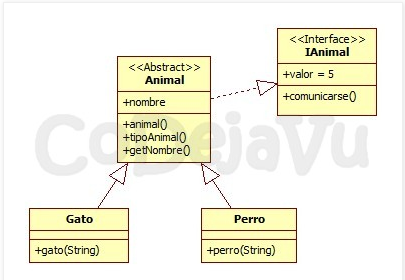 <<Interface>>
IAnimal
+valor = 5
+comunicarse()
<<Abstract>>
Animal
+nombre
+animal()
+tipoAnimal()
+getNombre()
CoDejaVu
Gato
+gato(String)
Perro
+perro(String)